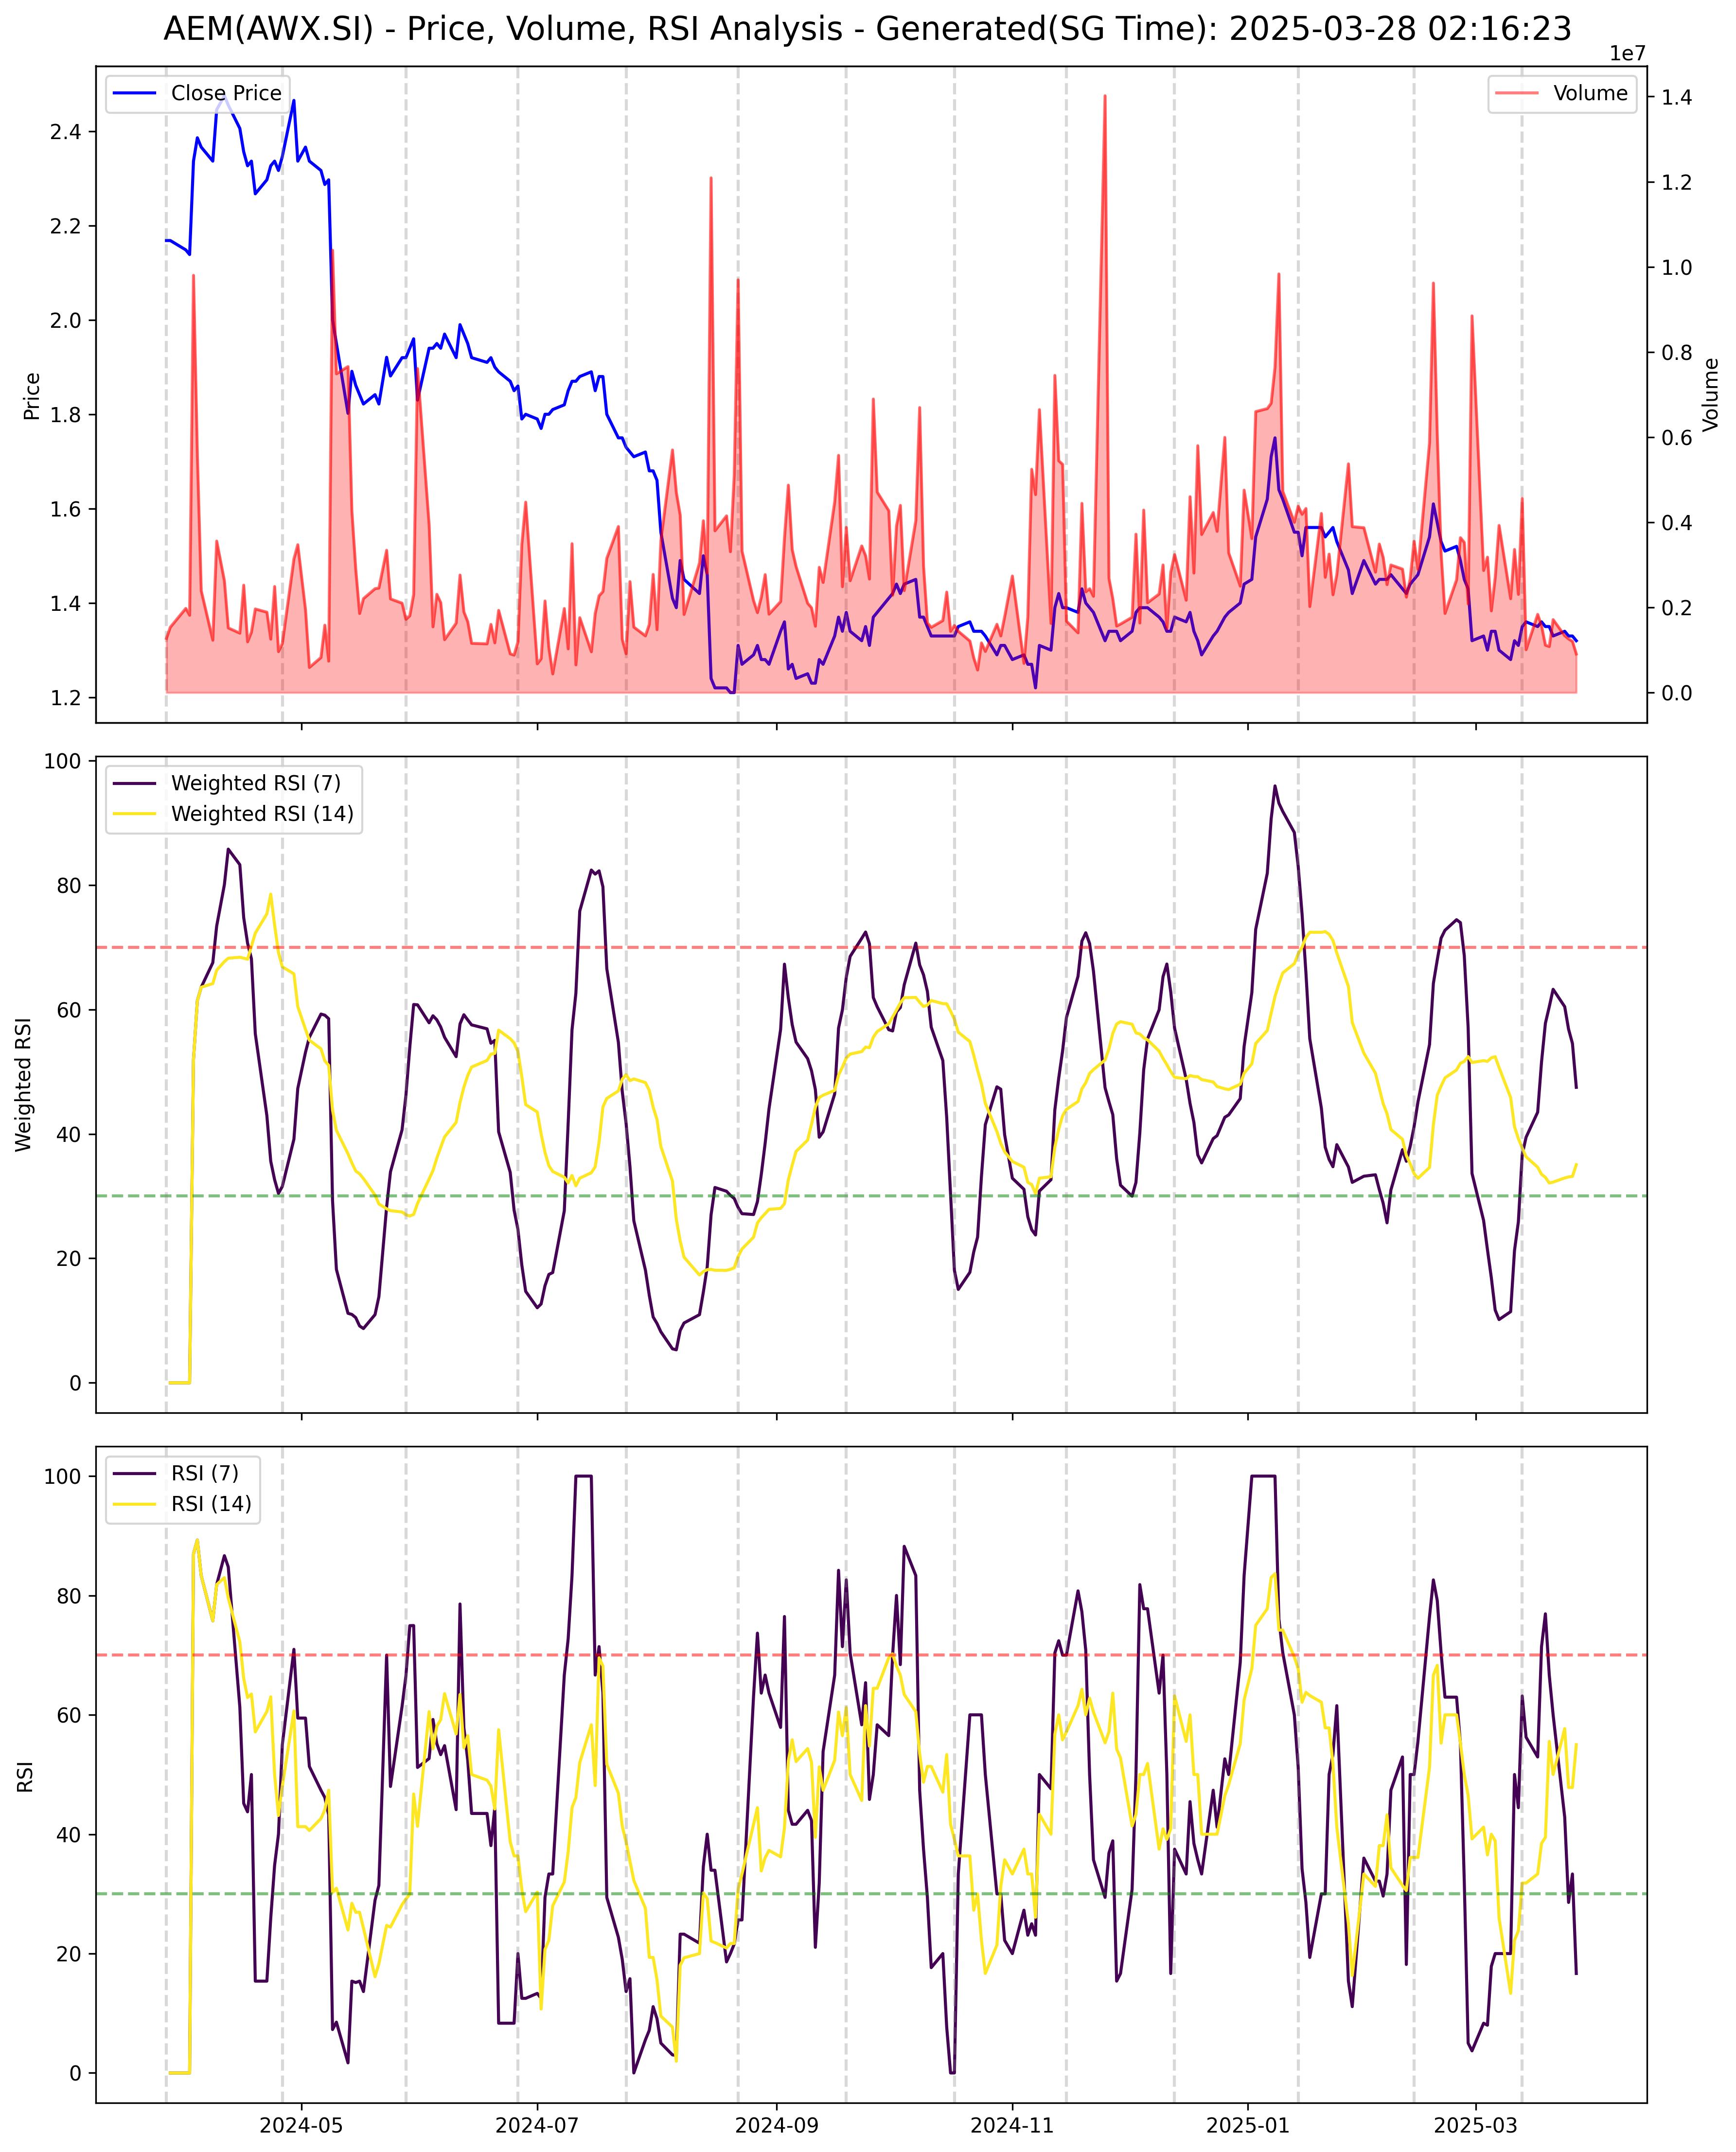 AEM(AWX.SI) - Price, Volume, RSI Analysis - Generated(SG Time): 2025-03-28 02:16:23
1e7
Close Price
Volume
2.4
2.2
2.0
1.8
1.6
1.4
1.2
Price
1.4
1.2
1.0
0.8
0.6
0.4
0.2
0.0
Volume
Weighted RSI (7)
Weighted RSI (14)
100
80
60
40
20
0
Weighted RSI
RSI (7)
RSI (14)
100
80
60
40
20
0
RSI
2024-05
2024-07
2024-09
2024-11
2025-01
2025-03